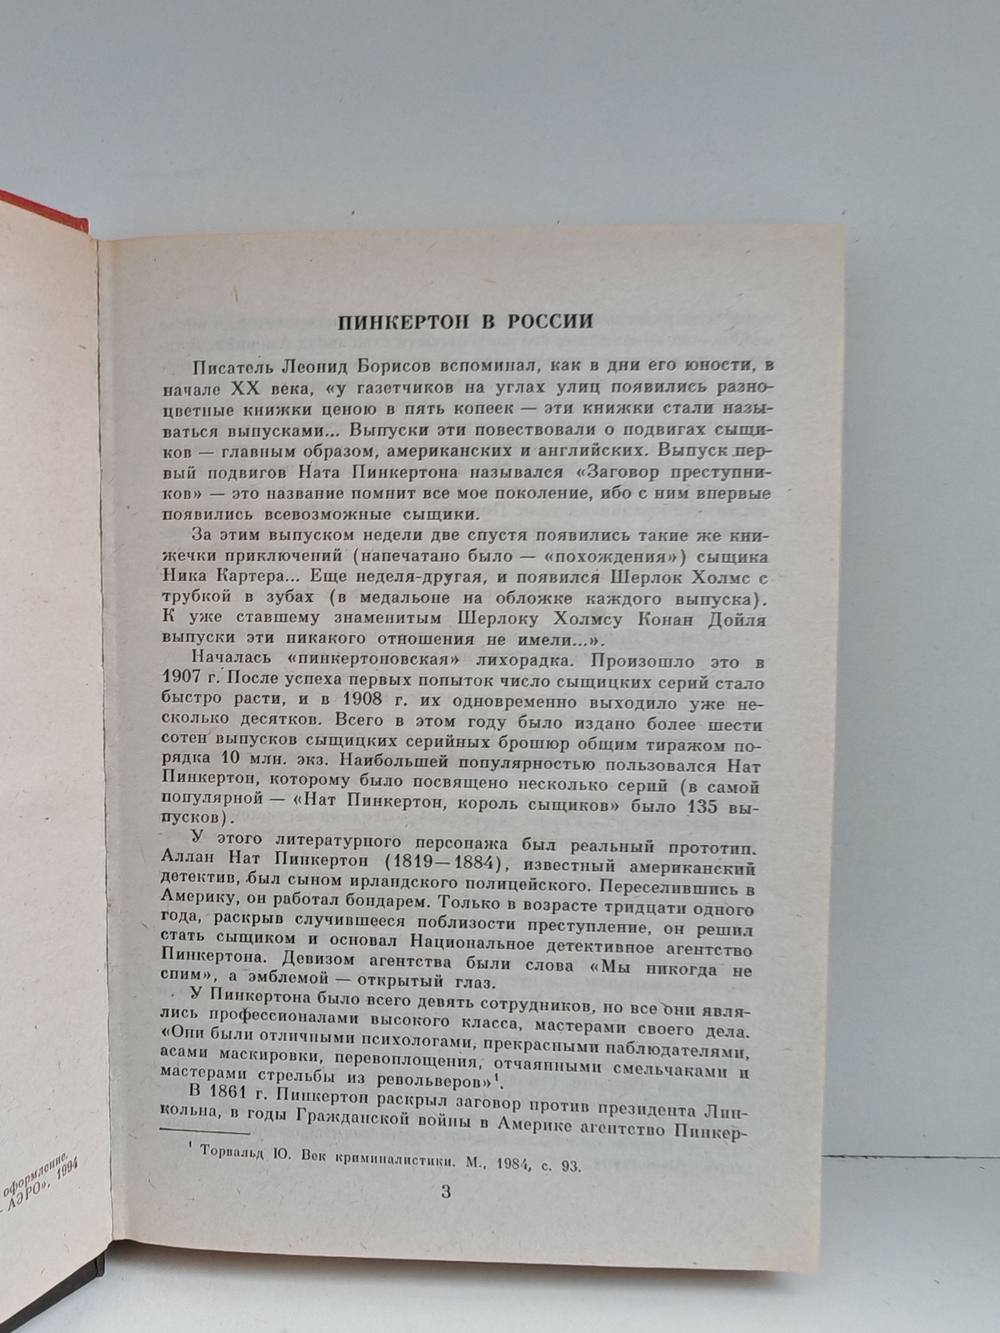 ПИНКЕРТОН В РОССИИ
Писатель Леонид Борисов вспоминал, как в дни его юности, в
начале XX века, «у газетчиков на углах улиц появились разно-
цветные книжки ценою в пять копеек — эти книжки стали назы-
ваться выпусками... Выпуски эти повествовали о подвигах сыщи-
ков — главным образом, американских и английских. Выпуск пер-
вый подвигов Ната Пинкертона назывался «Заговор преступни-
ков» — это название помнит все мое поколение, ибо с ним впервые
появились всевозможные сыщики.
За этим выпуском недели две спустя появились такие же кни-
жечки приключений (напечатано было — «похождения») сыщика
Ника Картера... Еще неделя-другая, и появился Шерлок Холмс с
трубкой в зубах (в медальоне на обложке каждого выпуска).
К уже ставшему знаменитым Шерлоку Холмсу Конан Дойля
выпуски эти никакого отношения не имели...».
Началась «пинкертоновская» лихорадка. Произошло это в
1907 г. После успеха первых попыток число сыщицких серий стало
быстро расти, и в 1908 г. их одновременно выходило уже не-
сколько десятков. Всего в этом году было издано более шести
сотен выпусков сыщицких серийных брошюр общим тиражом по-
рядка 10 млн. экз. Наибольшей популярностью пользовался Нат
Пинкертон, которому было посвящено несколько серий (в самой
популярной — «Нат Пинкертон, король сыщиков» было 135 вы-
пусков).
У этого литературного персонажа был реальный прототип.
Аллан Нат Пинкертон (1819—1884), известный американский
детектив, был сыном ирландского полицейского. Переселившись в
Америку, он работал бондарем. Только в возрасте тридцати одного
года, раскрыв случившееся поблизости преступление, он решил
стать сыщиком и основал Национальное детективное агентство
Пинкертона. Девизом агентства были слова «Мы никогда не
спим», а эмблемой — открытый глаз.
У Пинкертона было всего девять сотрудников, но все они явля-
лись профессионалами высокого класса, мастерами своего дела.
«Они были отличными психологами, прекрасными наблюдателями,
асами маскировки, перевоплощения, отчаянными смельчаками и
мастерами стрельбы из револьверов»¹.
В 1861 г. Пинкертон раскрыл заговор против президента Лин-
кольна, в годы Гражданской войны в Америке агентство Пинкер-
¹ Торвальд Ю. Век криминалистики. М., 1984, с. 93.
3
оформление.
АЭРО», 1994